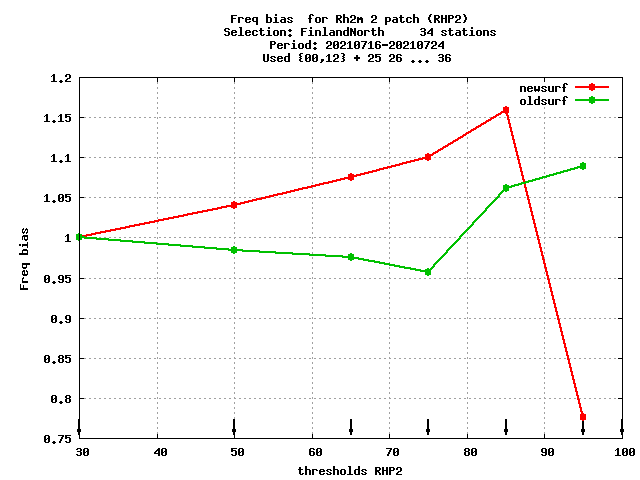 Freq bias  for Rh2m 2 patch (RHP2)
Selection: FinlandNorth     34 stations
Period: 20210716-20210724
Used {00,12} + 25 26 ... 36
newsurf
oldsurf
1.2
1.15
1.1
1.05
1
0.95
0.9
0.85
0.8
0.75
Freq bias
30 40 50 60 70 80 90 100
thresholds RHP2